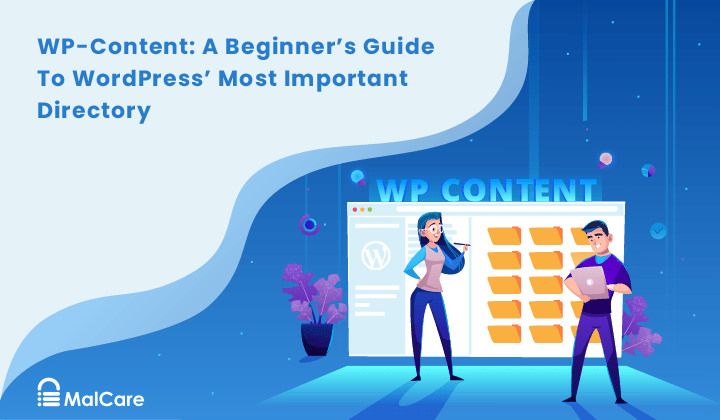 WP-Content: A Beginner’s Guide
To WordPress’ Most Important
Directory
WP CONTENT
MalCare